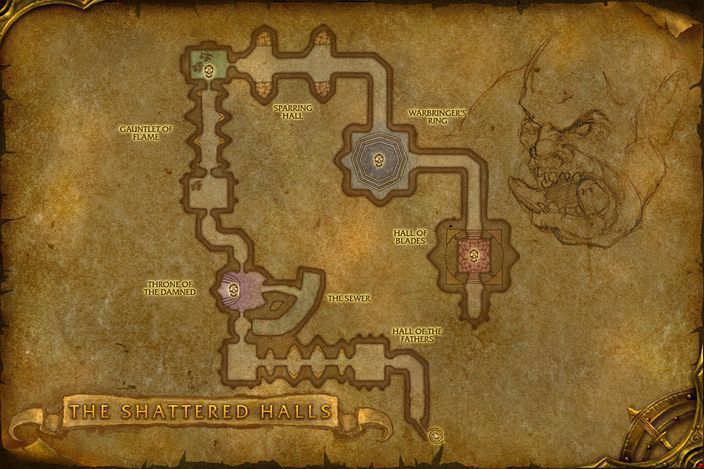 SPARRING
HALL
WARBRINGER'S
RING
GAUNTLET OF
FLAME
HALL OF
BLADES
THRONE OF
THE DAMNED
THE SEWER
HALL OF THE
FATHERS
THE SHATTERED HALLS